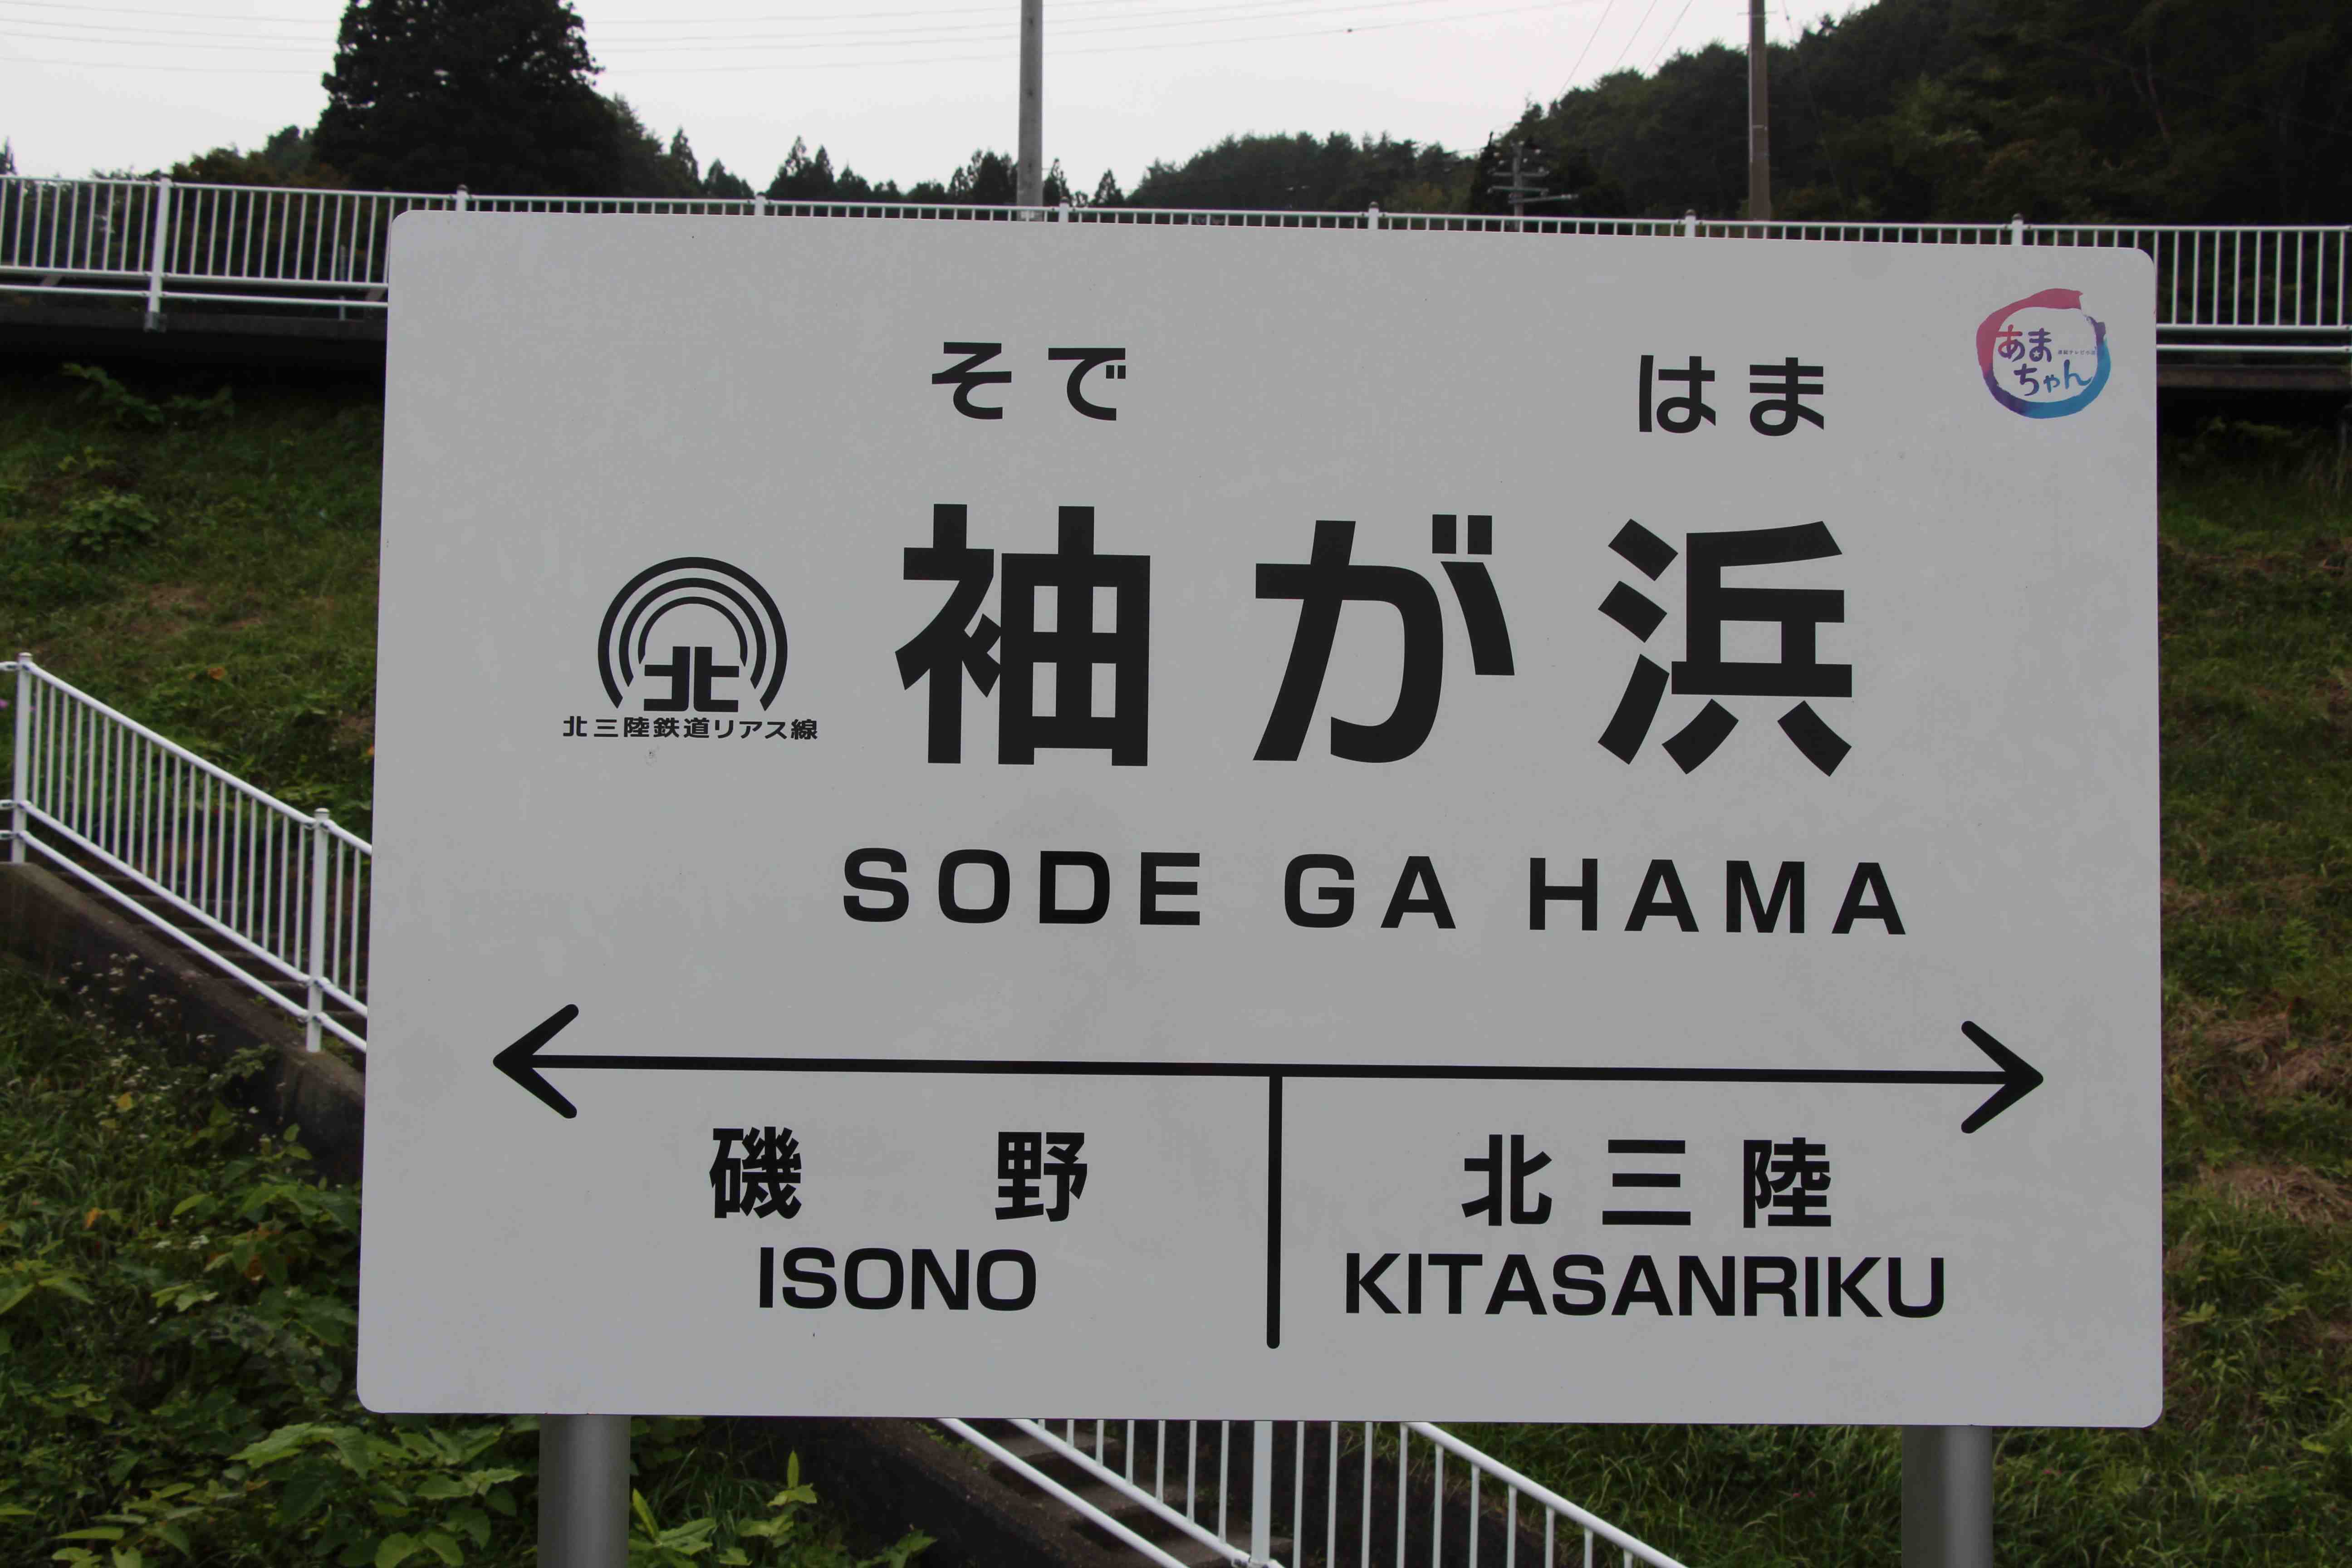 そで はま
あま
ちゃん
袖が浜
北
北三陸鉄道リアス線
SODE GA HAMA
磯野 北三陸
ISONO KITASANRIKU